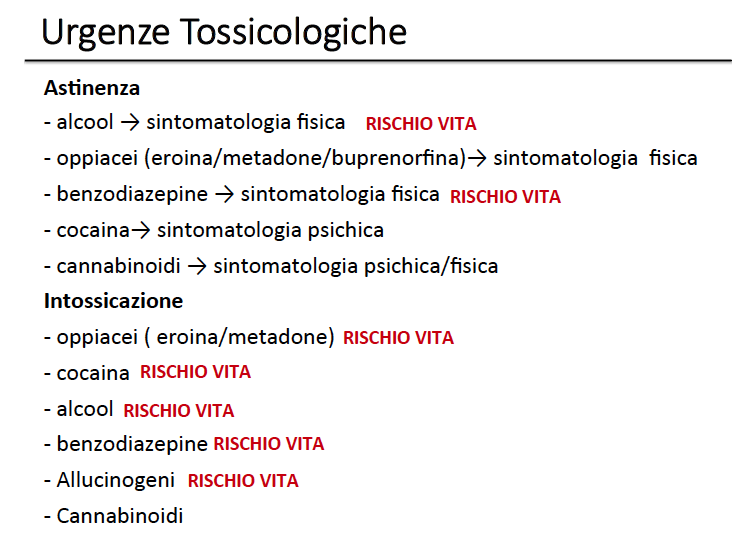 Urgenze Tossicologiche
Astinenza
- alcool → sintomatologia fisica RISCHIO VITA
- oppiacei (eroina/metadone/buprenorfina)→ sintomatologia fisica
- benzodiazepine → sintomatologia fisica RISCHIO VITA
- cocaina→ sintomatologia psichica
- cannabinoidi → sintomatologia psichica/fisica
Intossicazione
- oppiacei ( eroina/metadone) RISCHIO VITA
- cocaina RISCHIO VITA
- alcool RISCHIO VITA
- benzodiazepine RISCHIO VITA
- Allucinogeni RISCHIO VITA
- Cannabinoidi